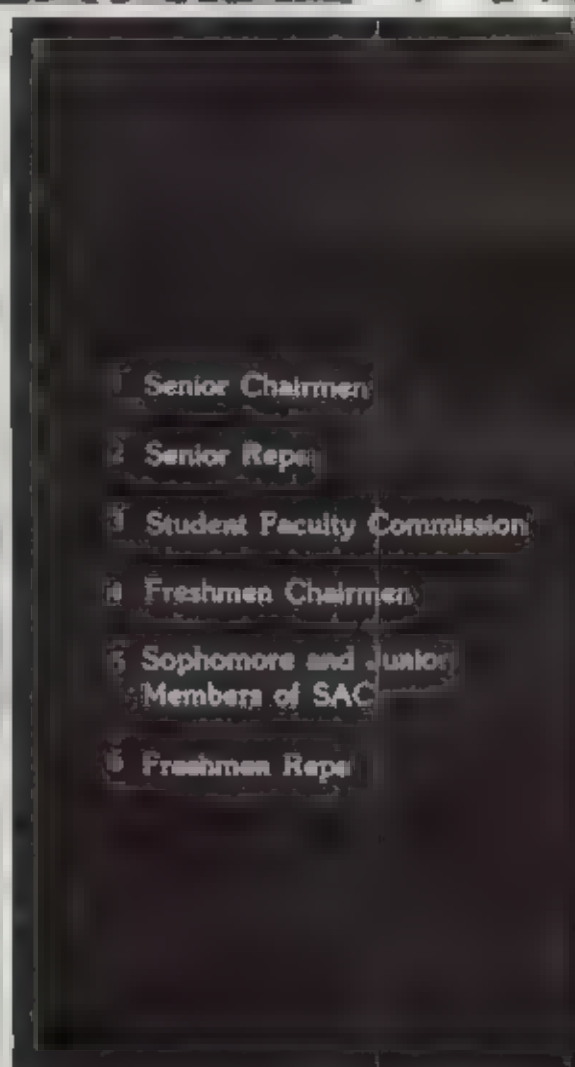 1 Senior Chairmen
2 Senior Reps
3 Student Faculty Commission
4 Freshmen Chairmen
5 Sophomore and Junior
Members of SAC
6 Freshmen Reps